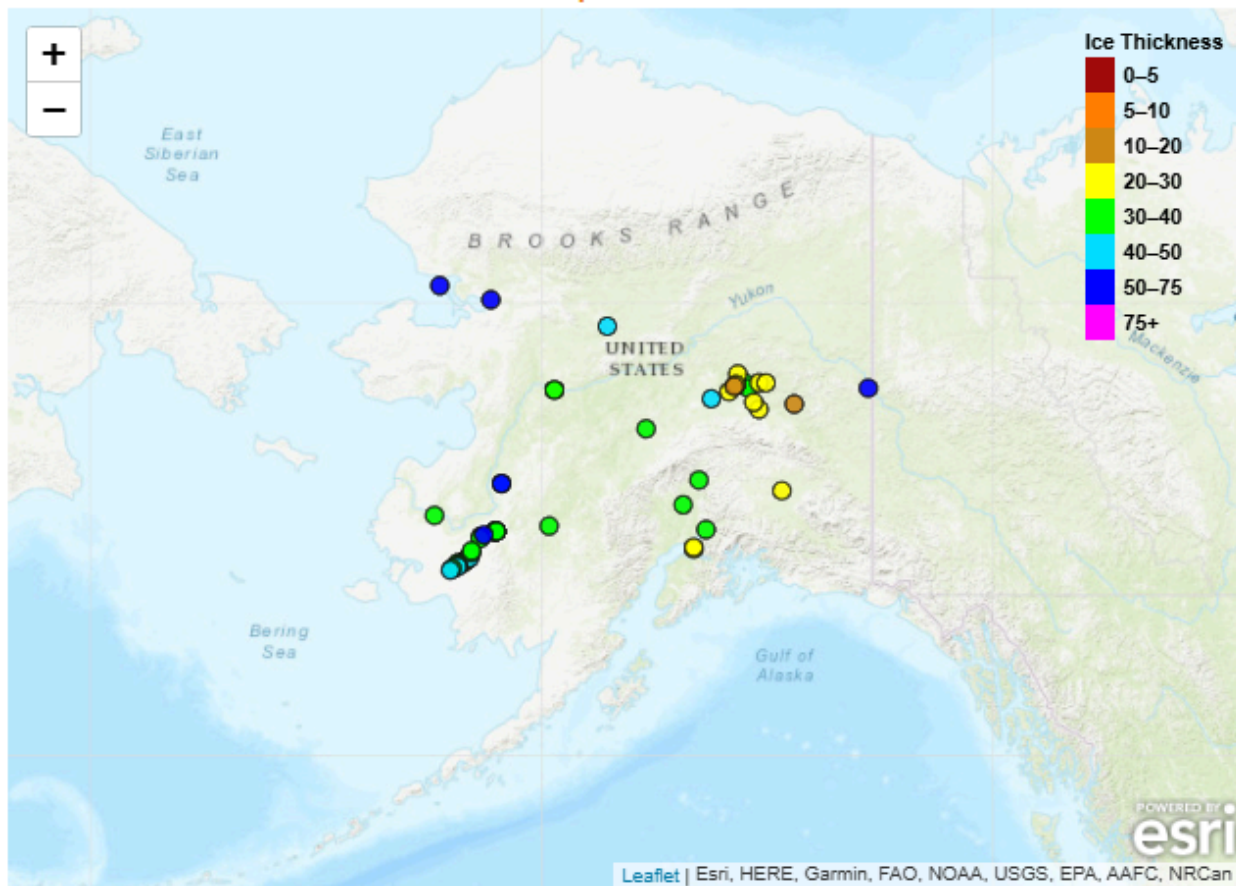 +
−
East
Siberian
Sea
BROOKS RANGE
Yukon
UNITED
STATES
Mackenzie
Bering
Sea
Gulf of
Alaska
Ice Thickness
0–5
5–10
10–20
20–30
30–40
40–50
50–75
75+
POWERED BY
esri
Leaflet | Esri, HERE, Garmin, FAO, NOAA, USGS, EPA, AAFC, NRCan